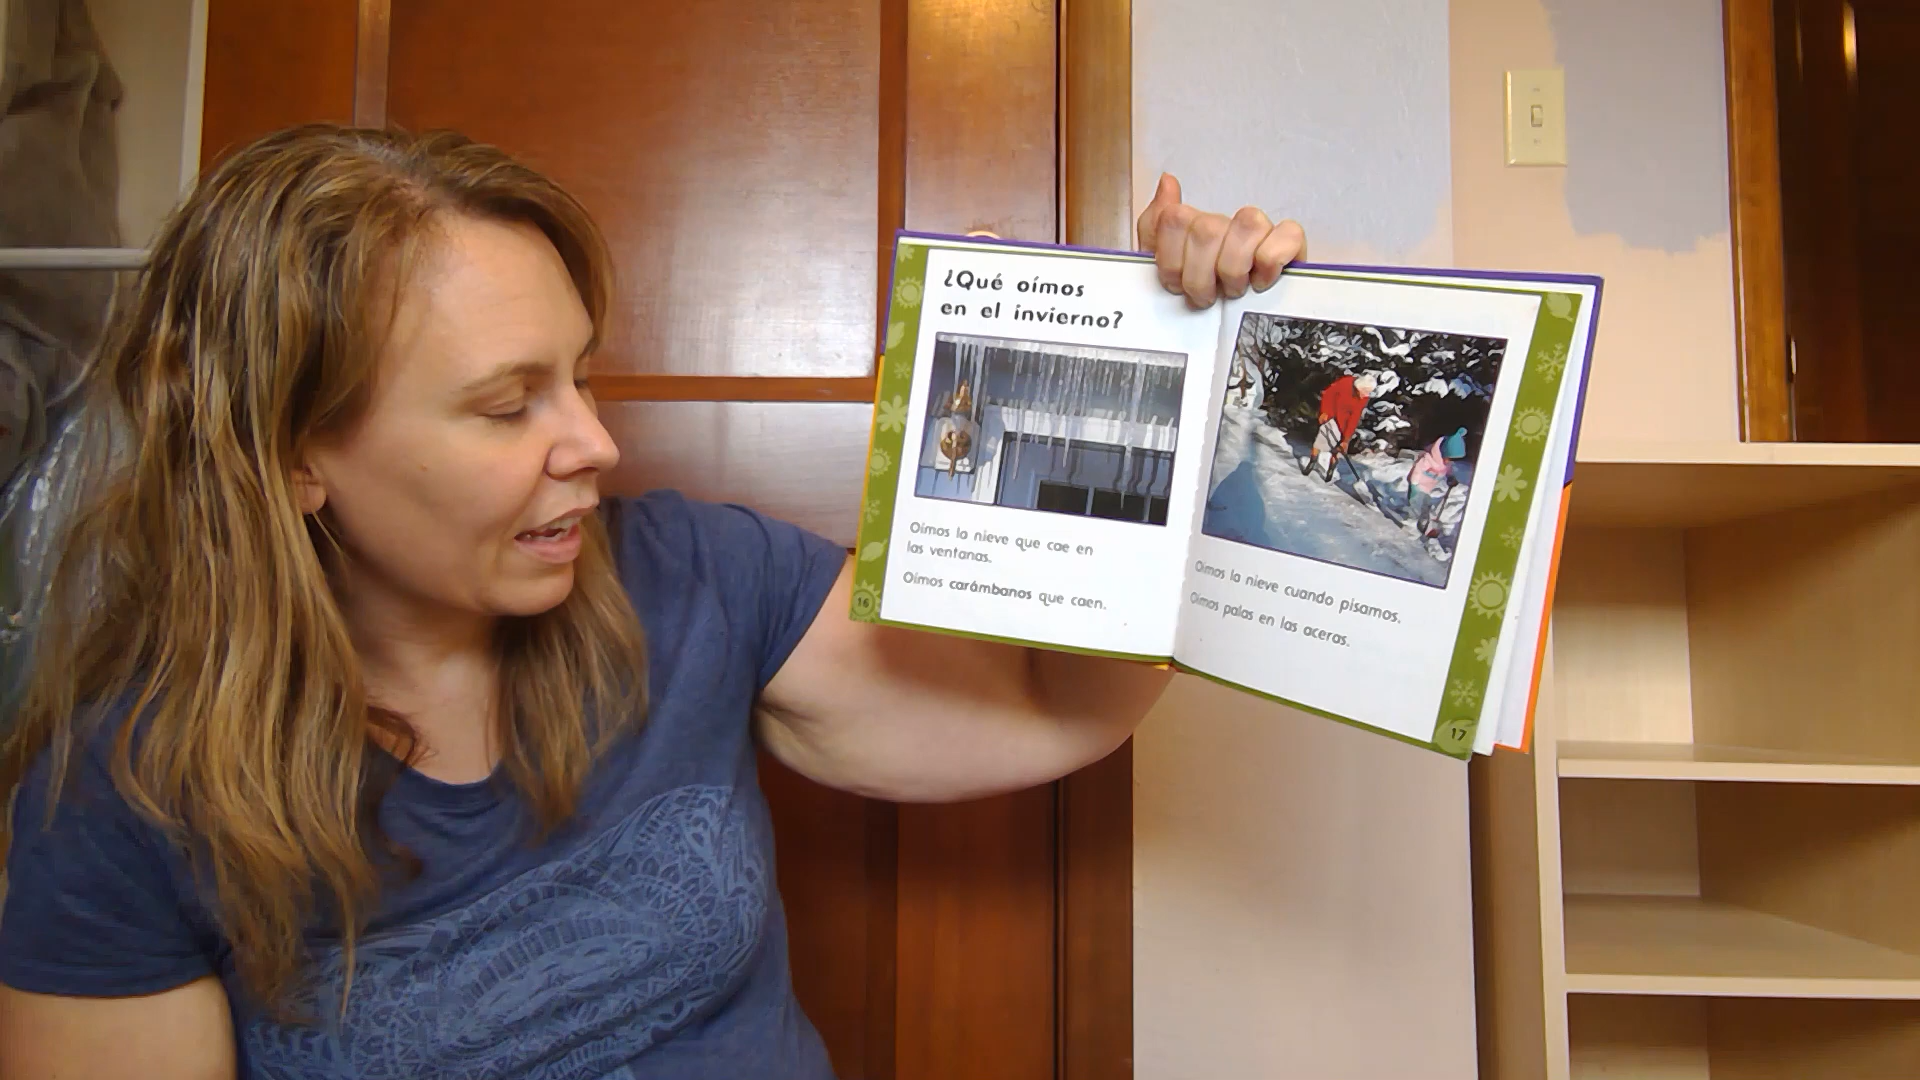 ¿Qué oímos
en el invierno?
Oímos la nieve que cae en
las ventanas.
Oímos carámbanos que caen.
16
Oímos la nieve cuando pisamos.
Oímos palas en las aceras.
17